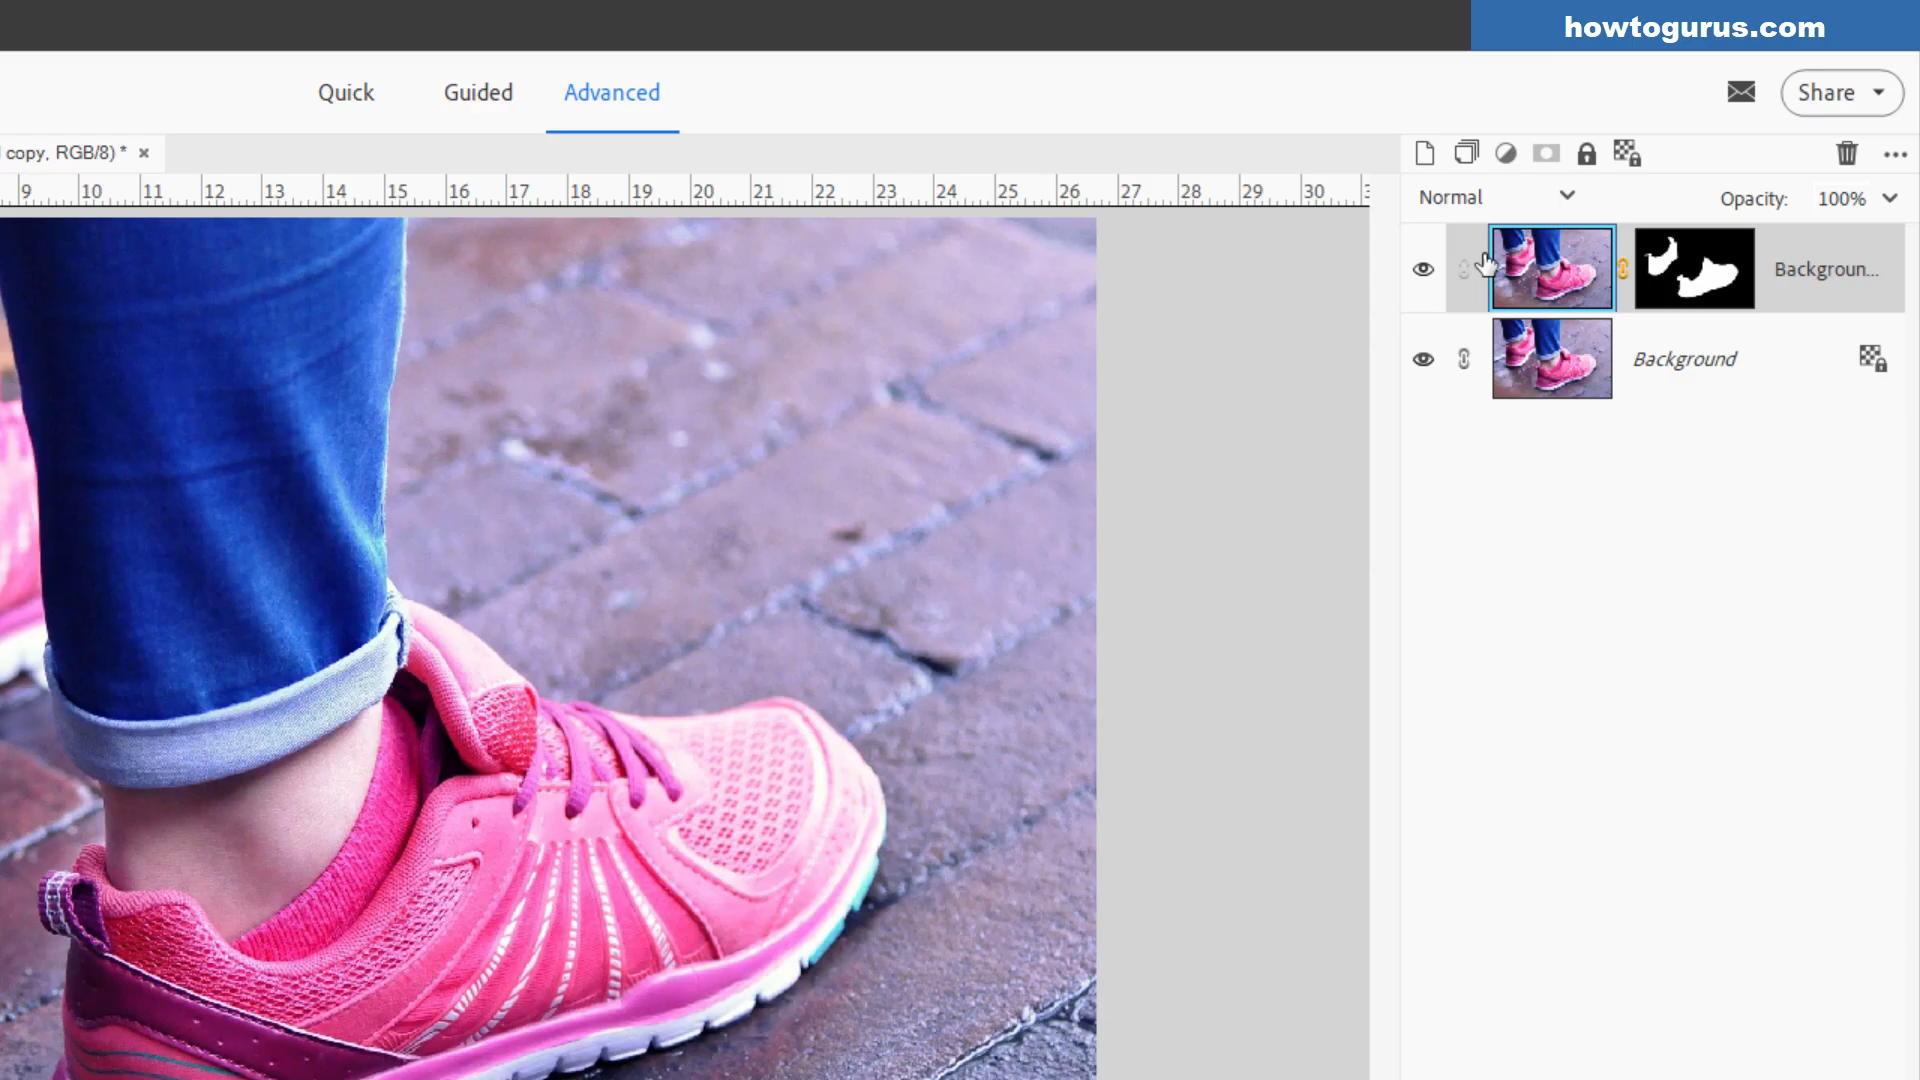 howtogurus.com
Quick Guided Advanced
Share
copy, RGB/8) * ×
9 10 11 12 13 14 15 16 17 18 19 20 21 22 23 24 25 26 27 28 29 30
Normal Opacity: 100%
Backgroun...
Background